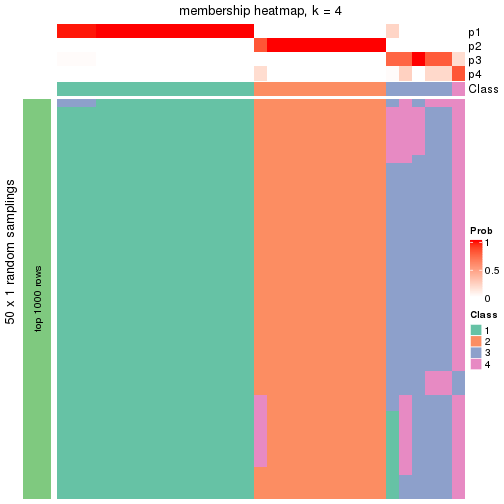 membership heatmap, k = 4
p1
p2
p3
p4
Class
50 x 1 random samplings
top 1000 rows
Prob
1
0.5
0
Class
1
2
3
4